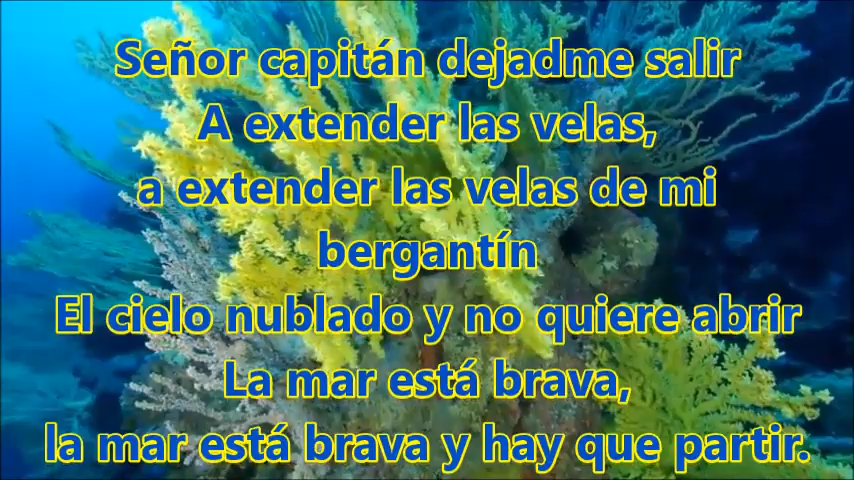 Señor capitán dejadme salir
A extender las velas,
a extender las velas de mi
bergantín
El cielo nublado y no quiere abrir
La mar está brava,
la mar está brava y hay que partir.